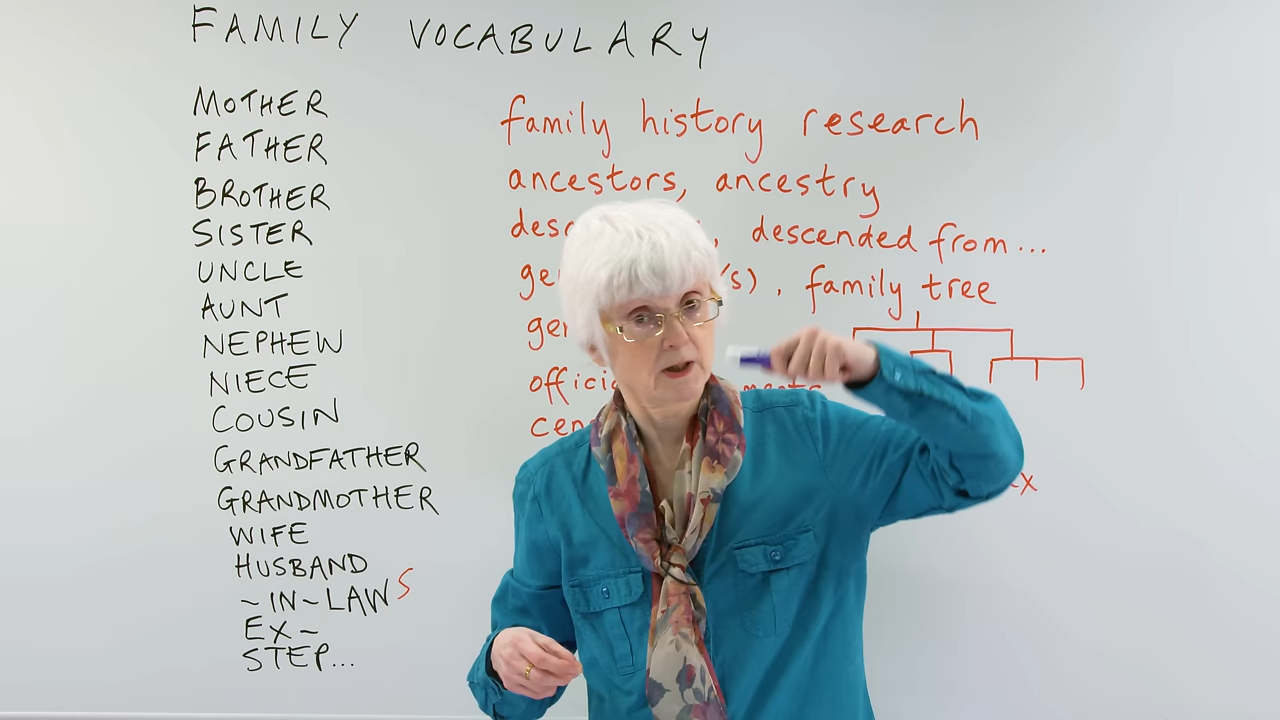 FAMILY VOCABULARY
MOTHER
FATHER
BROTHER
SISTER
UNCLE
AUNT
NEPHEW
NIECE
COUSIN
GRANDFATHER
GRANDMOTHER
WIFE
HUSBAND
~IN~LAWS
EX~
STEP...
family history research
ancestors, ancestry
descended from...
family tree